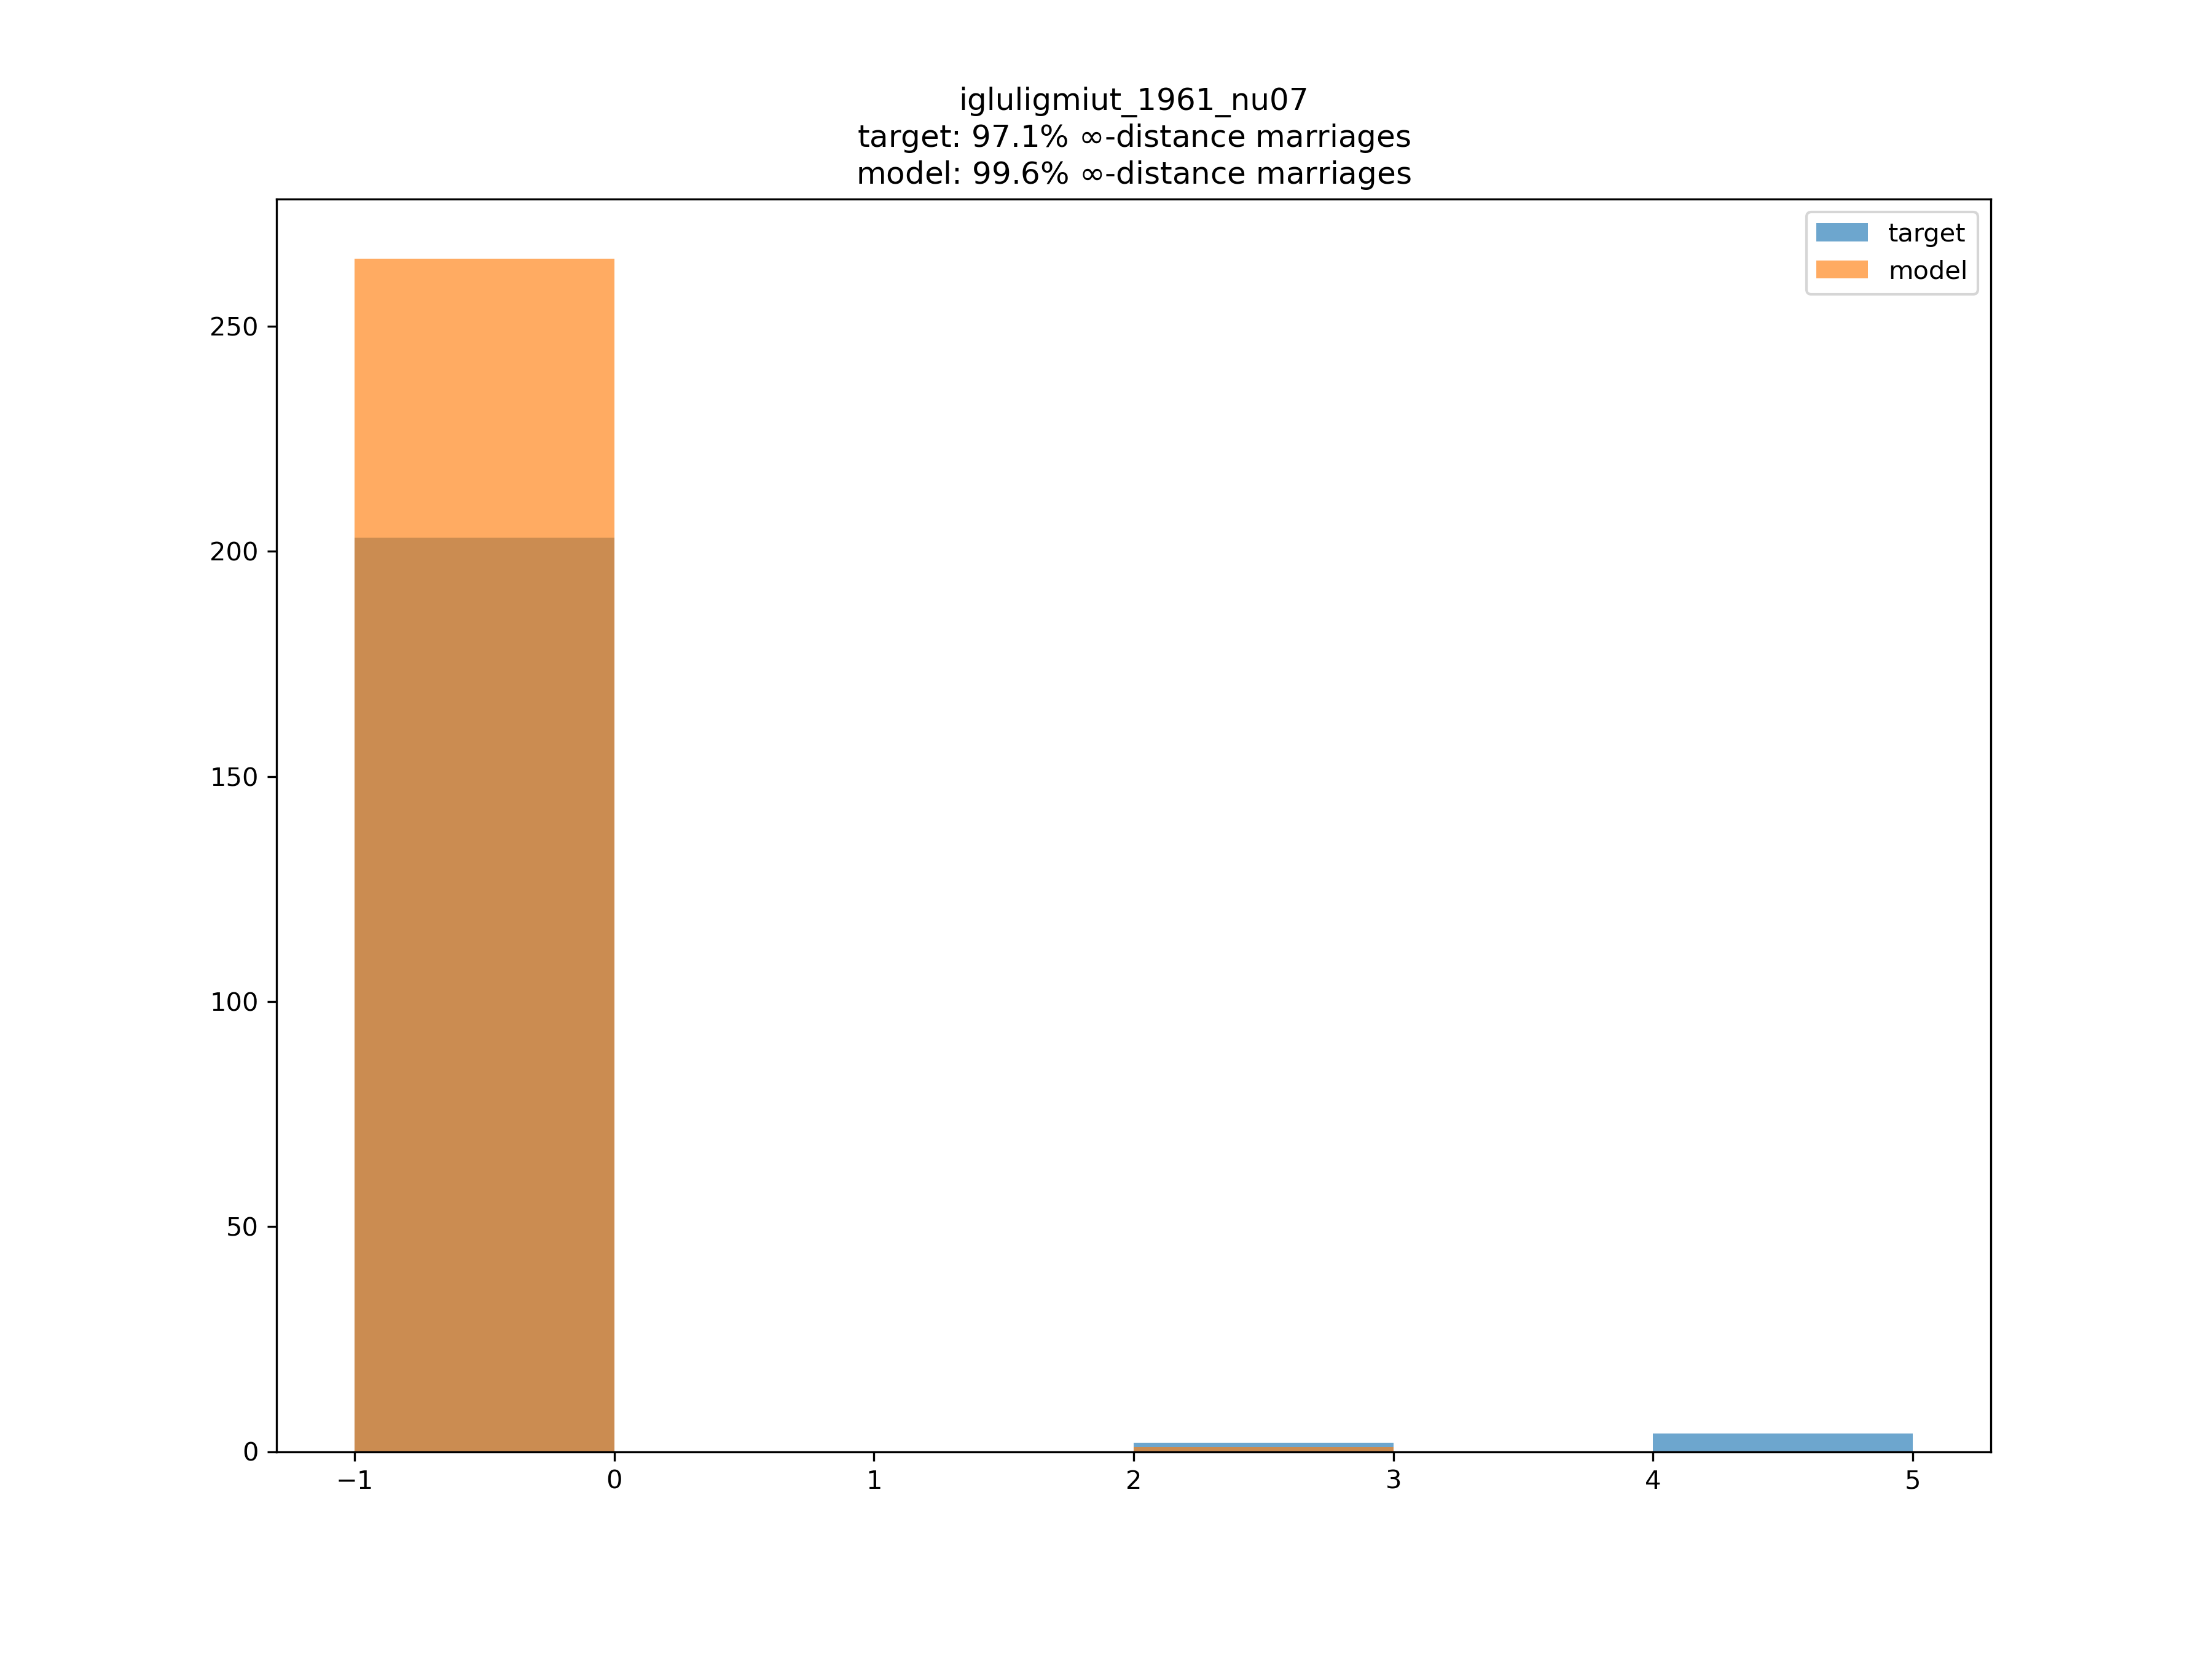 igluligmiut_1961_nu07
target: 97.1% ∞-distance marriages
model: 99.6% ∞-distance marriages
target
model
250
200
150
100
50
0
−1 0 1 2 3 4 5